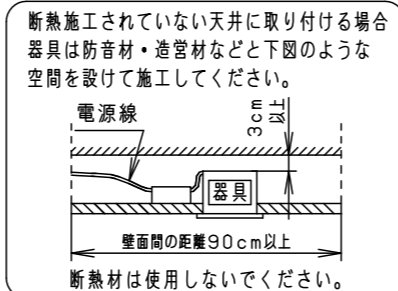 断熱施工されていない天井に取り付ける場合
器具は防音材・造営材などと下図のような
空間を設けて施工してください。
電源線
3cm
以上
器具
壁面間の距離90cm以上
断熱材は使用しないでください。